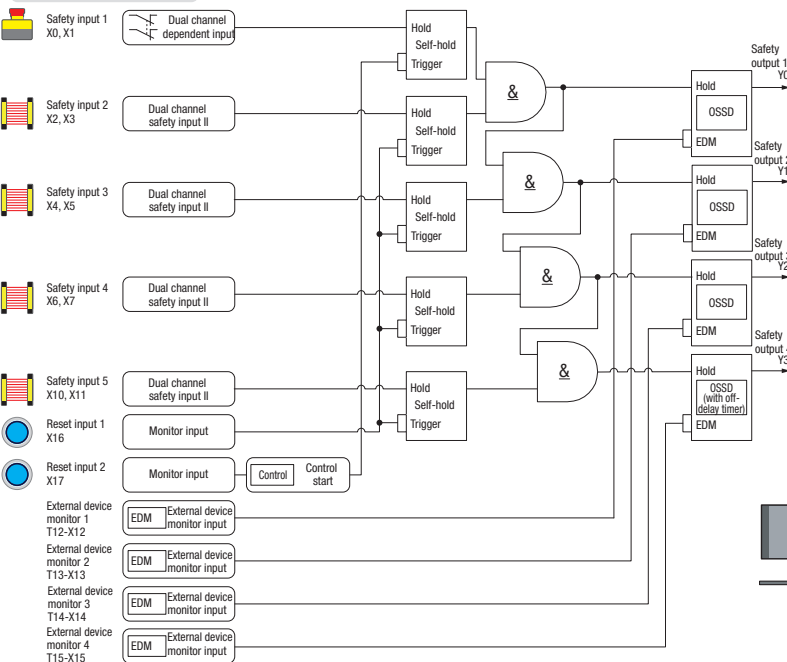 Safety input 1
X0, X1
Dual channel
dependent input
Safety input 2
X2, X3
Dual channel
safety input II
Safety input 3
X4, X5
Dual channel
safety input II
Safety input 4
X6, X7
Dual channel
safety input II
Safety input 5
X10, X11
Dual channel
safety input II
Reset input 1
X16
Monitor input
Reset input 2
X17
Monitor input
Control
Control
start
External device
monitor 1
T12-X12
EDM
External device
monitor input
External device
monitor 2
T13-X13
EDM
External device
monitor input
External device
monitor 3
T14-X14
EDM
External device
monitor input
External device
monitor 4
T15-X15
EDM
External device
monitor input
Hold
Self-hold
Trigger
Hold
Self-hold
Trigger
Hold
Self-hold
Trigger
Hold
Self-hold
Trigger
Hold
Self-hold
Trigger
&
&
&
&
Safety
output 1
Y0
Hold
OSSD
EDM
Safety
output 2
Y1
Hold
OSSD
EDM
Safety
output 3
Y2
Hold
OSSD
EDM
Safety
output 4
Y3
Hold
OSSD
(with off-
delay timer)
EDM